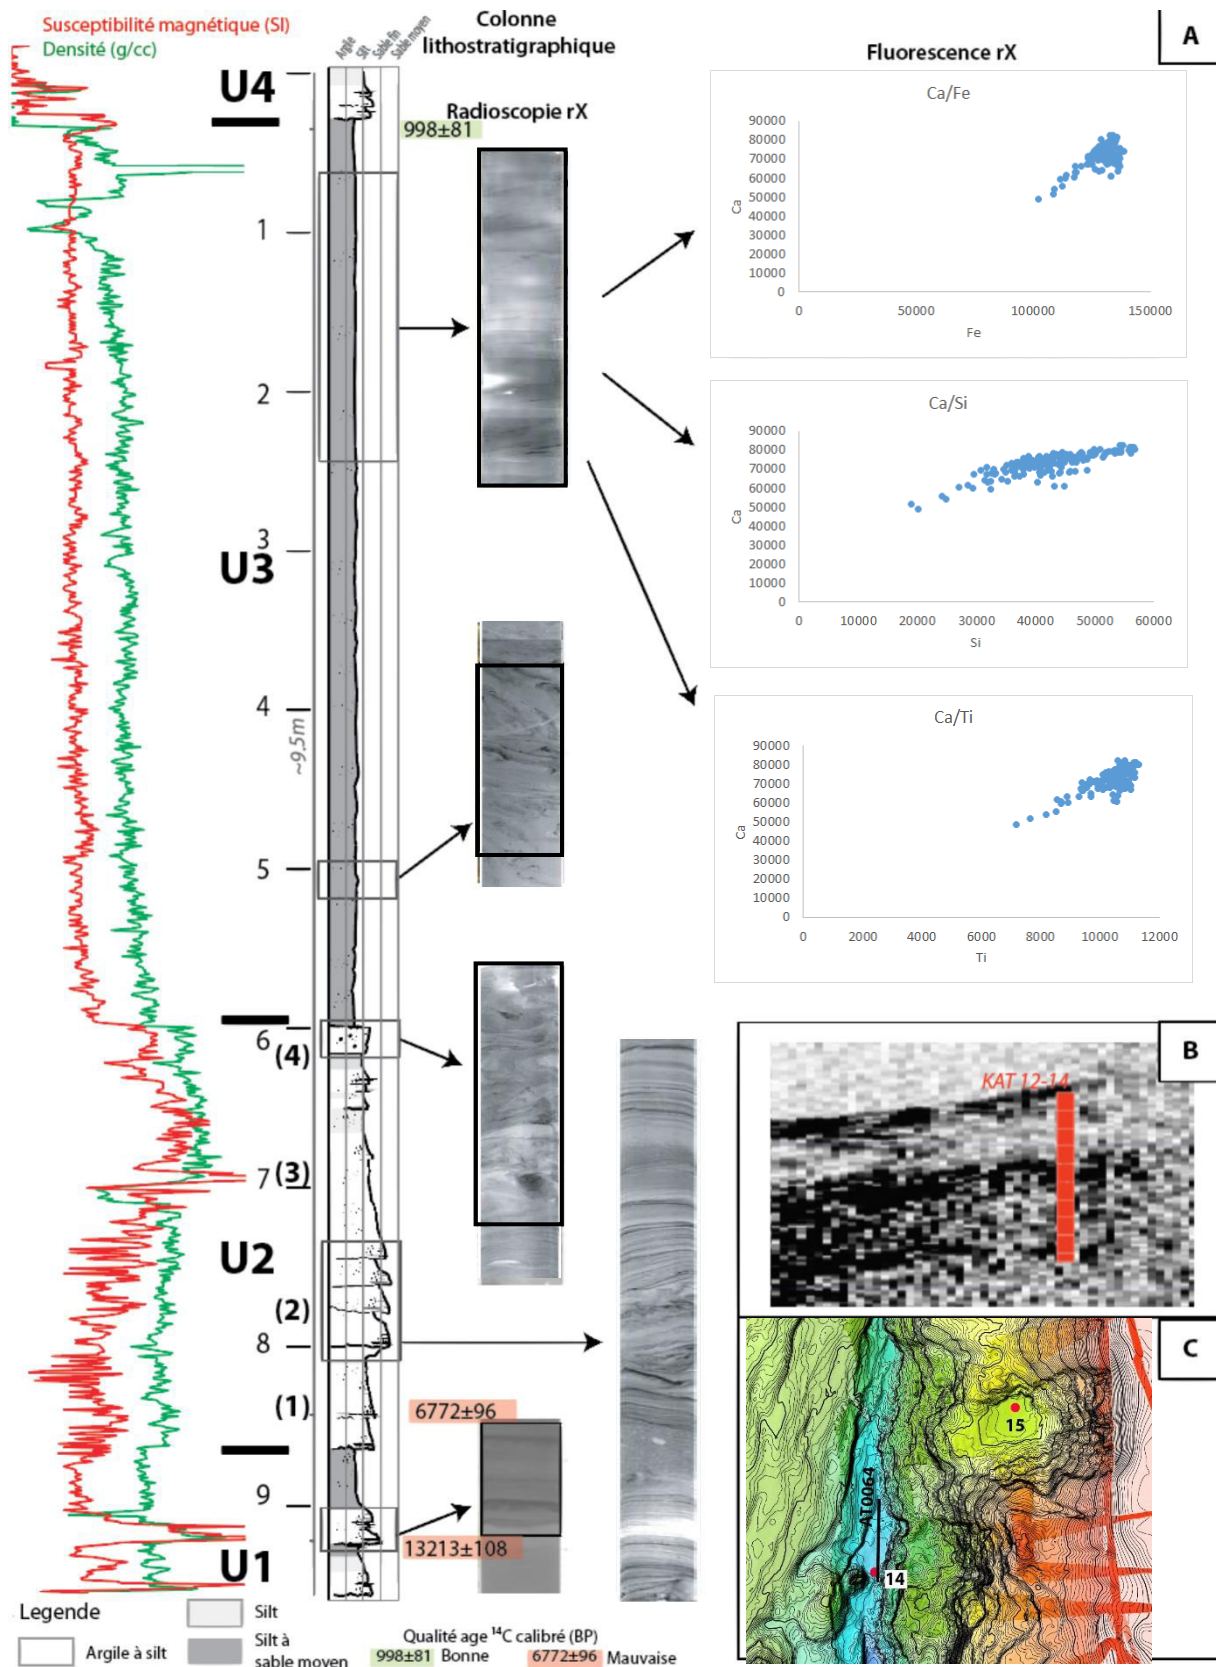 Susceptibilité magnétique (SI)
Densité (g/cc)
Argile
Silt
Sable fin
Sable moyen
Colonne
lithostratigraphique
Radioscopie rX
Fluorescence rX
A
U4
998±81
1
2
3
U3
4
~9,5m
5
6
(4)
7
(3)
U2
(2)
8
(1)
6772±96
9
13213±108
U1
Ca/Fe
90000
80000
70000
60000
50000
40000
30000
20000
10000
0
Ca
0 50000 100000 150000
Fe
Ca/Si
90000
80000
70000
60000
50000
40000
30000
20000
10000
0
Ca
0 10000 20000 30000 40000 50000 60000
Si
Ca/Ti
90000
80000
70000
60000
50000
40000
30000
20000
10000
0
Ca
0 2000 4000 6000 8000 10000 12000
Ti
B
KAT 12-14
C
15
AT0064
14
Legende
Silt
Argile à silt
Silt à
sable moyen
Qualité age ¹⁴C calibré (BP)
998±81 Bonne 6772±96 Mauvaise